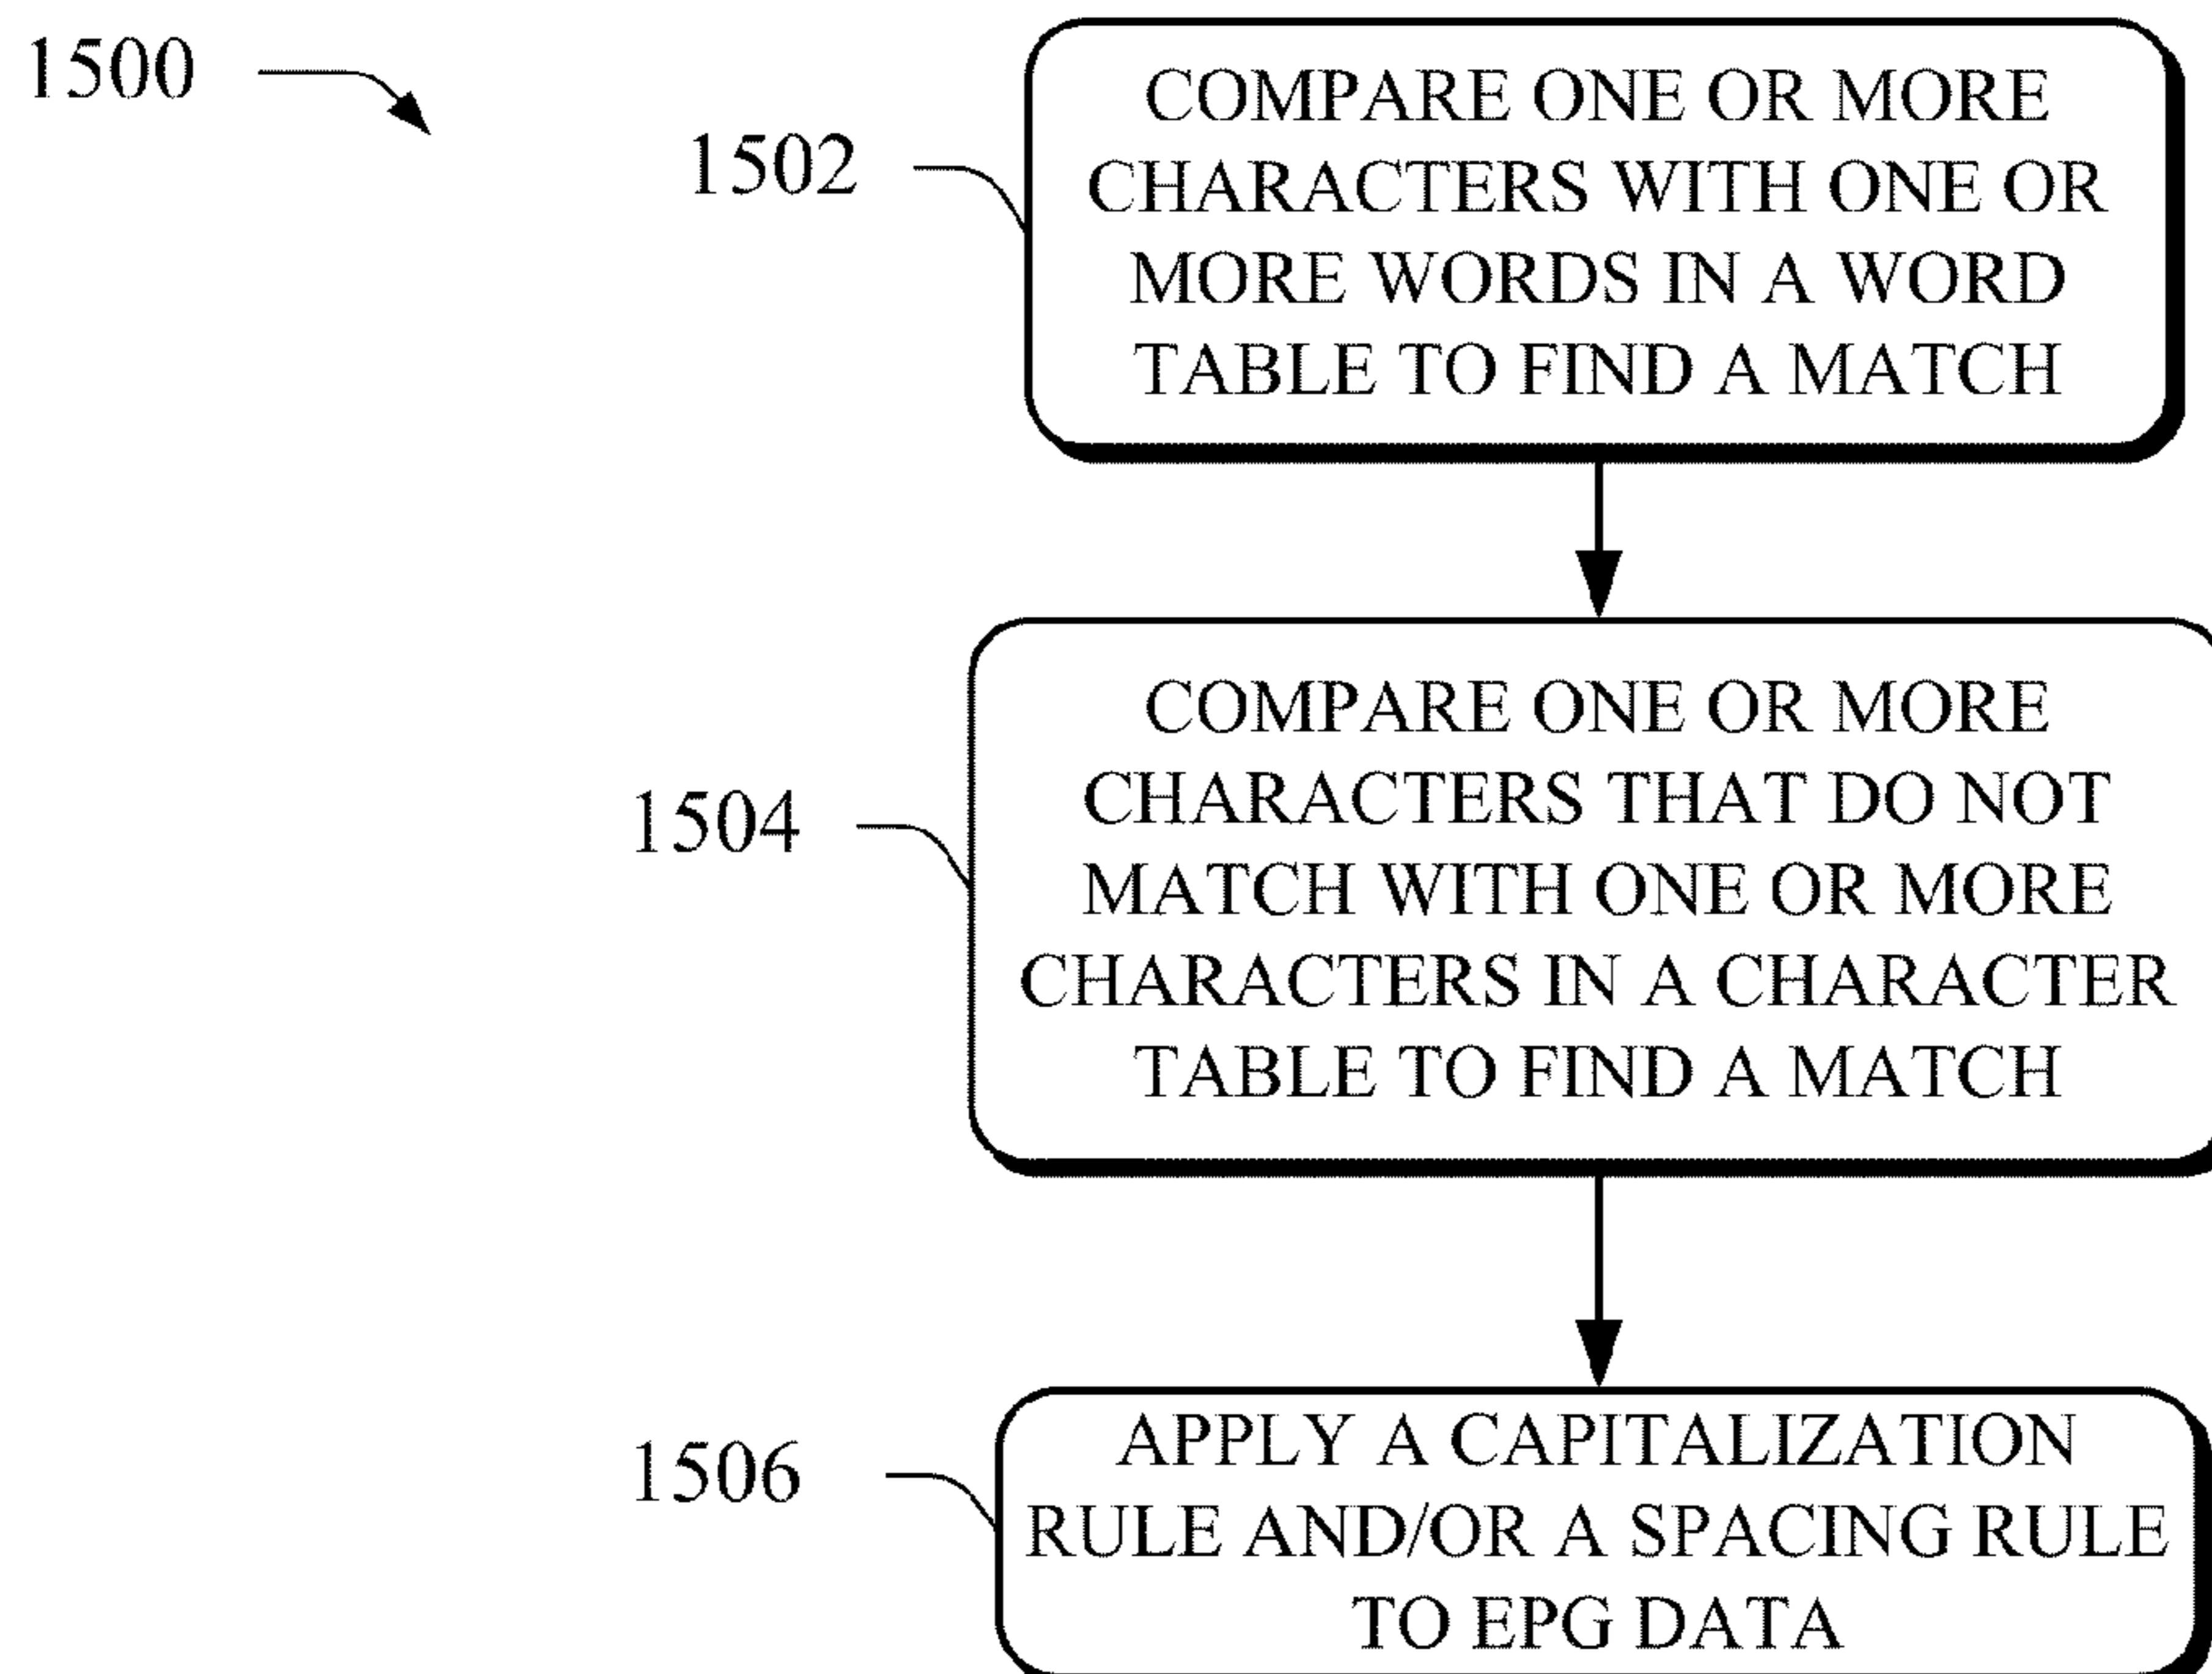 1500
1502
COMPARE ONE OR MORE
CHARACTERS WITH ONE OR
MORE WORDS IN A WORD
TABLE TO FIND A MATCH
1504
COMPARE ONE OR MORE
CHARACTERS THAT DO NOT
MATCH WITH ONE OR MORE
CHARACTERS IN A CHARACTER
TABLE TO FIND A MATCH
1506
APPLY A CAPITALIZATION
RULE AND/OR A SPACING RULE
TO EPG DATA